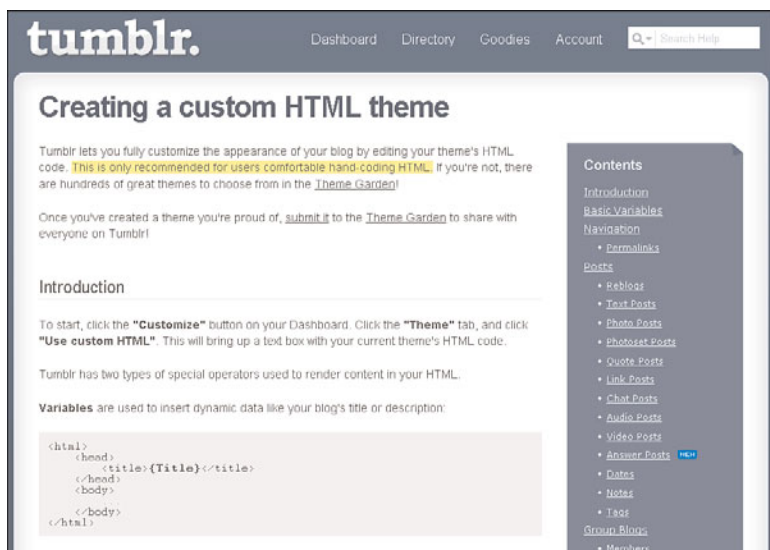 tumblr.
Dashboard Directory Goodies Account Search Help
Creating a custom HTML theme
Tumblr lets you fully customize the appearance of your blog by editing your theme's HTML
code. This is only recommended for users comfortable hand-coding HTML. If you're not, there
are hundreds of great themes to choose from in the Theme Garden!
Once you've created a theme you're proud of, submit it to the Theme Garden to share with
everyone on Tumblr!
Introduction
To start, click the "Customize" button on your Dashboard. Click the "Theme" tab, and click
"Use custom HTML". This will bring up a text box with your current theme's HTML code.
Tumblr has two types of special operators used to render content in your HTML.
Variables are used to insert dynamic data like your blog's title or description:
<html>
<head>
<title>{Title}</title>
</head>
<body>
...
</body>
</html>
Contents
Introduction
Basic Variables
Navigation
• Permalinks
Posts
• Reblogs
• Text Posts
• Photo Posts
• Photoset Posts
• Quote Posts
• Link Posts
• Chat Posts
• Audio Posts
• Video Posts
• Answer Posts NEW
• Dates
• Notes
• Tags
Group Blogs
• Members